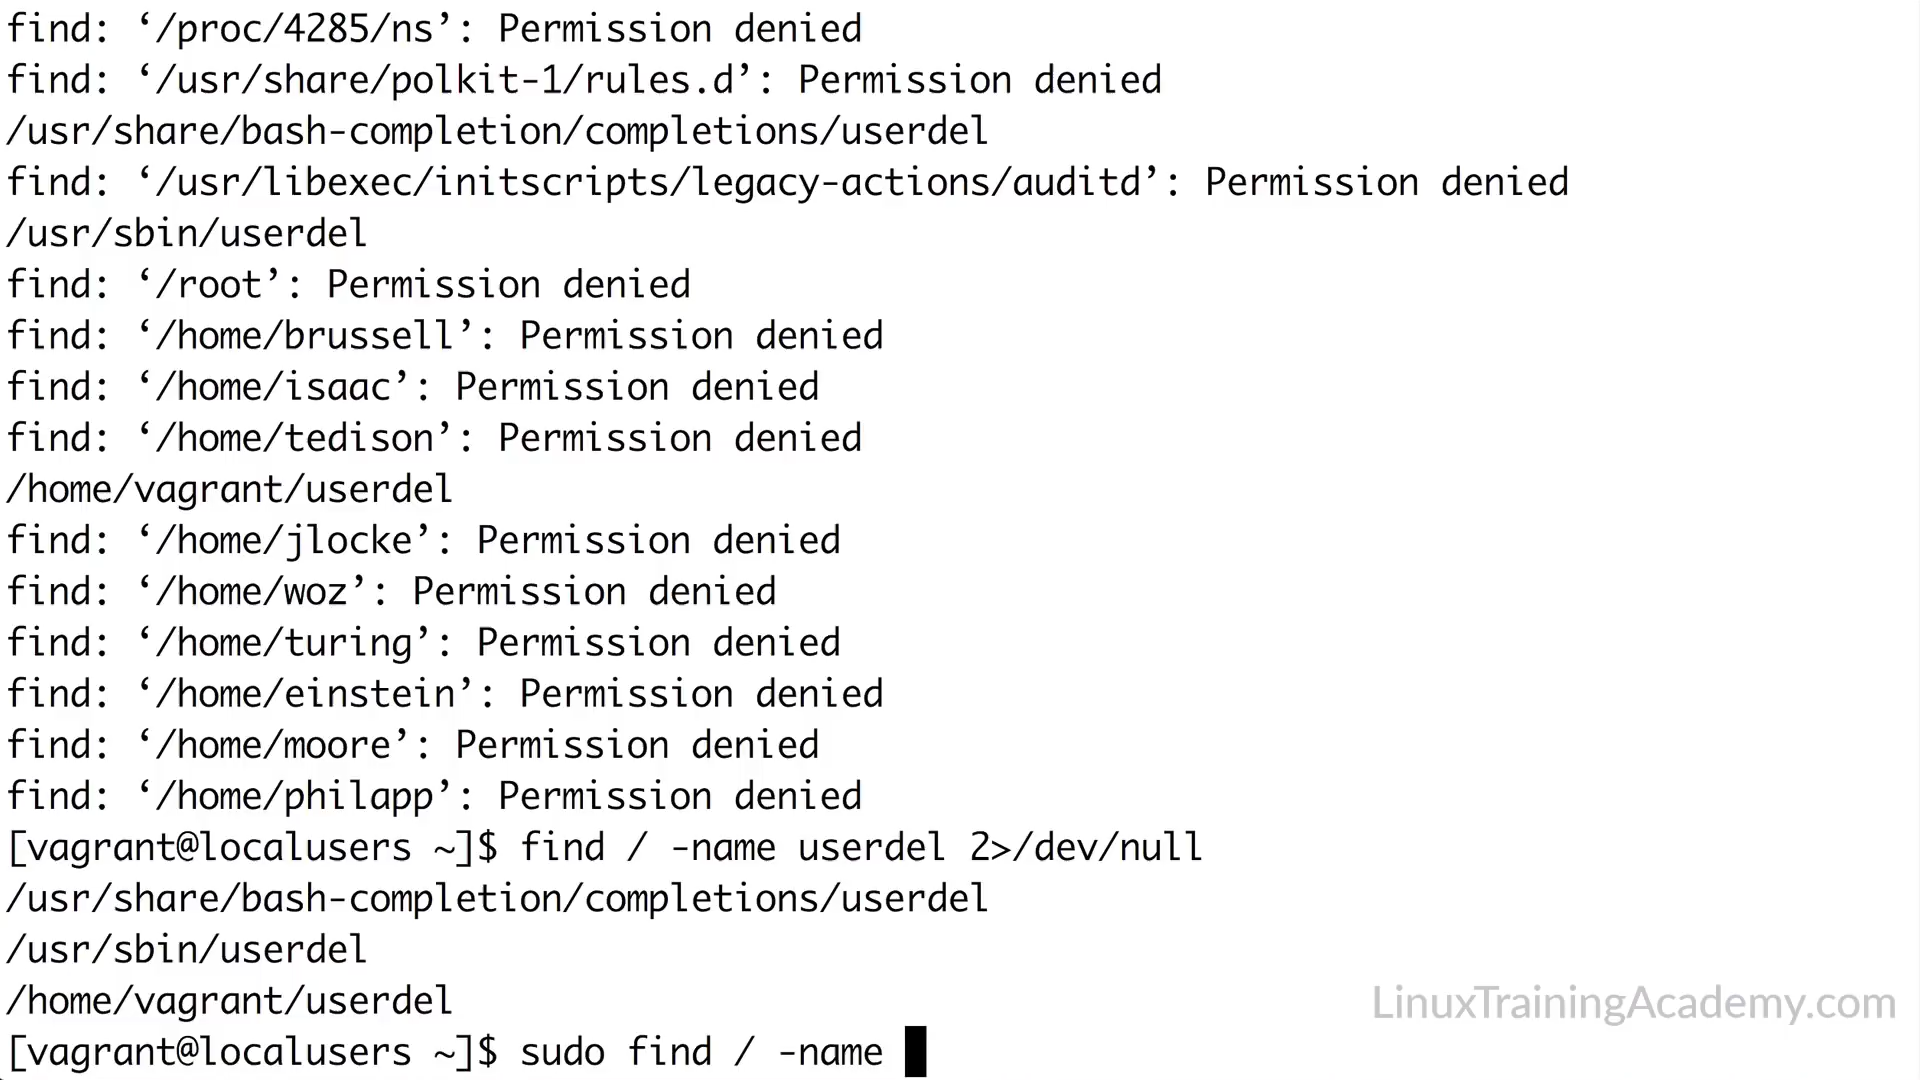 find: ‘/proc/4285/ns’: Permission denied
find: ‘/usr/share/polkit-1/rules.d’: Permission denied
/usr/share/bash-completion/completions/userdel
find: ‘/usr/libexec/initscripts/legacy-actions/auditd’: Permission denied
/usr/sbin/userdel
find: ‘/root’: Permission denied
find: ‘/home/brussell’: Permission denied
find: ‘/home/isaac’: Permission denied
find: ‘/home/tedison’: Permission denied
/home/vagrant/userdel
find: ‘/home/jlocke’: Permission denied
find: ‘/home/woz’: Permission denied
find: ‘/home/turing’: Permission denied
find: ‘/home/einstein’: Permission denied
find: ‘/home/moore’: Permission denied
find: ‘/home/philapp’: Permission denied
[vagrant@localusers ~]$ find / -name userdel 2>/dev/null
/usr/share/bash-completion/completions/userdel
/usr/sbin/userdel
/home/vagrant/userdel
LinuxTrainingAcademy.com
[vagrant@localusers ~]$ sudo find / -name